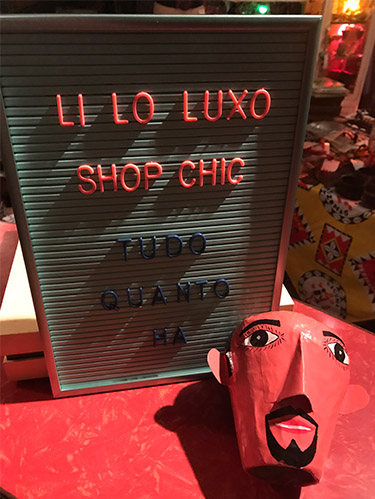 LI LO LUXO
SHOP CHIC
TUDO
QUANTO
HA